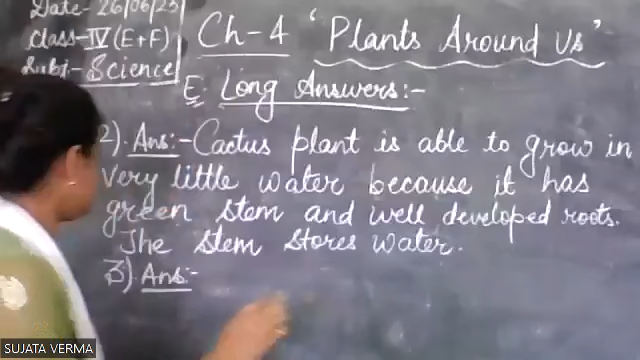 Date- 26/06/23
Class-IV (E+F)
Subj- Science
Ch-4 'Plants Around Us'
E. Long Answers:-
2). Ans:- Cactus plant is able to grow in
very little water because it has
green stem and well developed roots.
The stem stores water.
3). Ans:-
SUJATA VERMA